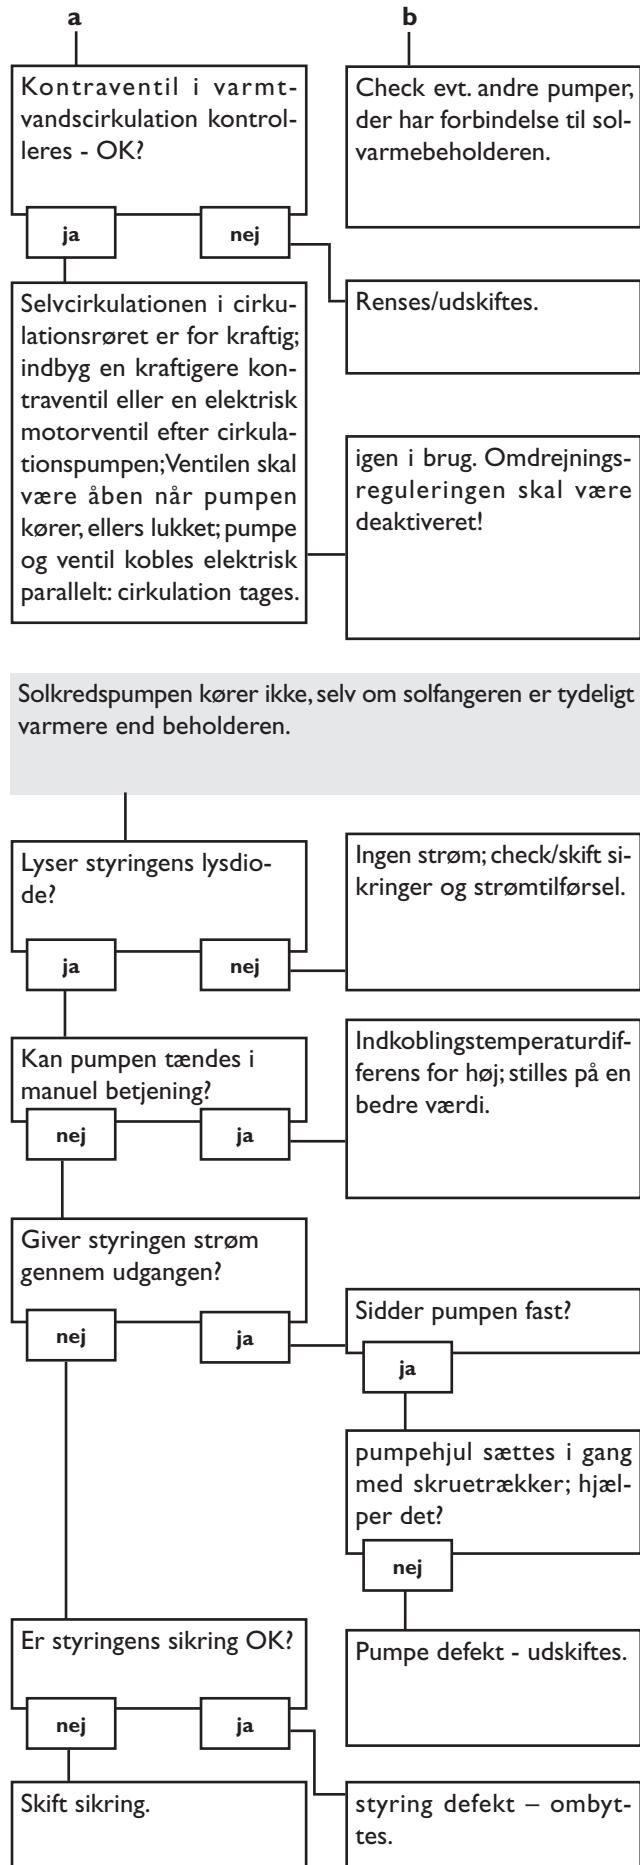 a
b
Kontraventil i varmt-
vandscirkulation kontrol-
leres - OK?
Check evt. andre pumper,
der har forbindelse til sol-
varmebeholderen.
ja
nej
Selvcirkulationen i cirku-
lationsrøret er for kraftig;
indbyg en kraftigere kon-
traventil eller en elektrisk
motorventil efter cirkula-
tionspumpen; Ventilen skal
være åben når pumpen
kører, ellers lukket; pumpe
og ventil kobles elektrisk
parallelt: cirkulation tages.
Renses/udskiftes.
igen i brug. Omdrejnings-
reguleringen skal være
deaktiveret!
Solkredspumpen kører ikke, selv om solfangeren er tydeligt
varmere end beholderen.
Lyser styringens lysdio-
de?
Ingen strøm; check/skift si-
kringer og strømtilførsel.
ja
nej
Kan pumpen tændes i
manuel betjening?
Indkoblingstemperaturdif-
ferens for høj; stilles på en
bedre værdi.
nej
ja
Giver styringen strøm
gennem udgangen?
nej
ja
Sidder pumpen fast?
ja
pumpehjul sættes i gang
med skruetrækker; hjæl-
per det?
nej
Er styringens sikring OK?
Pumpe defekt - udskiftes.
nej
ja
Skift sikring.
styring defekt – ombyt-
tes.